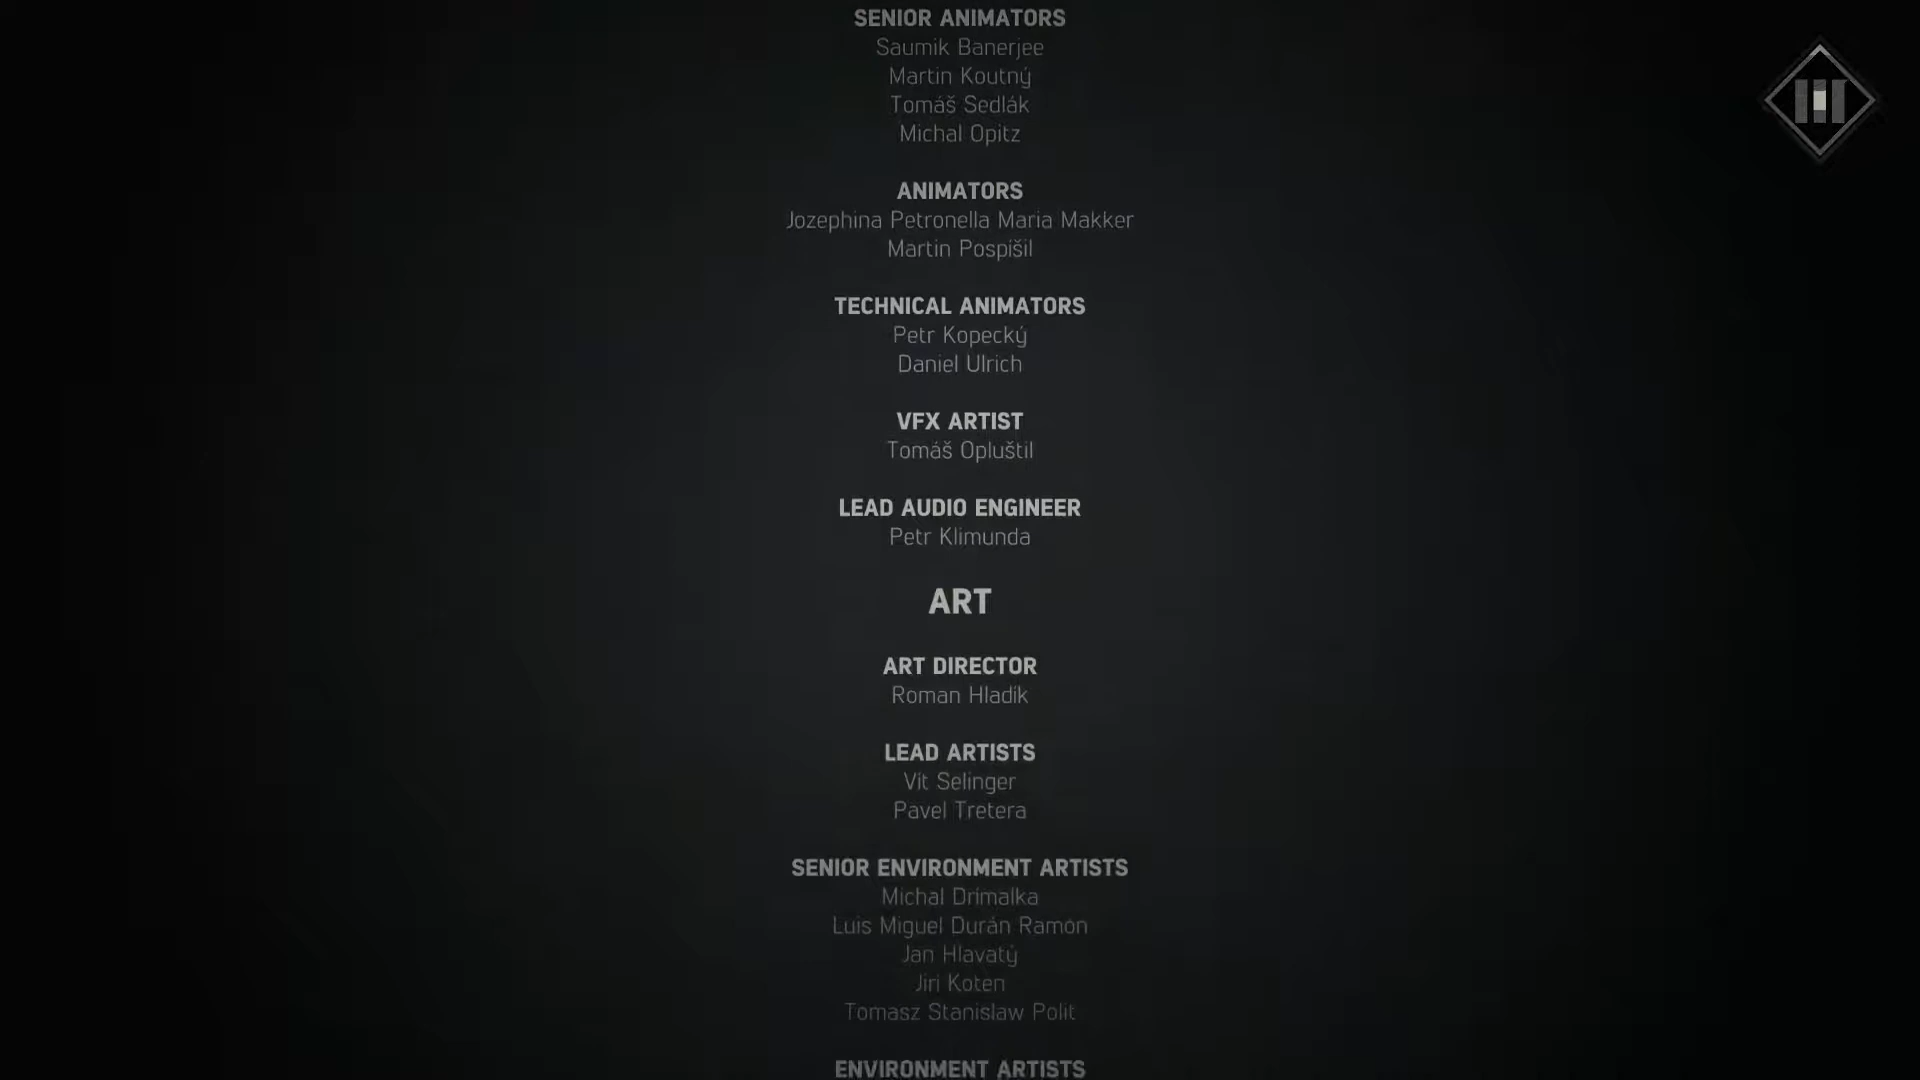 SENIOR ANIMATORS
Saumik Banerjee
Martin Koutný
Tomáš Sedlák
Michal Opitz
ANIMATORS
Jozephina Petronella Maria Makker
Martin Pospíšil
TECHNICAL ANIMATORS
Petr Kopecký
Daniel Ulrich
VFX ARTIST
Tomáš Opluštil
LEAD AUDIO ENGINEER
Petr Klimunda
ART
ART DIRECTOR
Roman Hladík
LEAD ARTISTS
Vít Selinger
Pavel Tretera
SENIOR ENVIRONMENT ARTISTS
Michal Drímalka
Luis Miguel Durán Ramón
Jan Hlavatý
Jiri Koten
Tomasz Stanislaw Polit
ENVIRONMENT ARTISTS